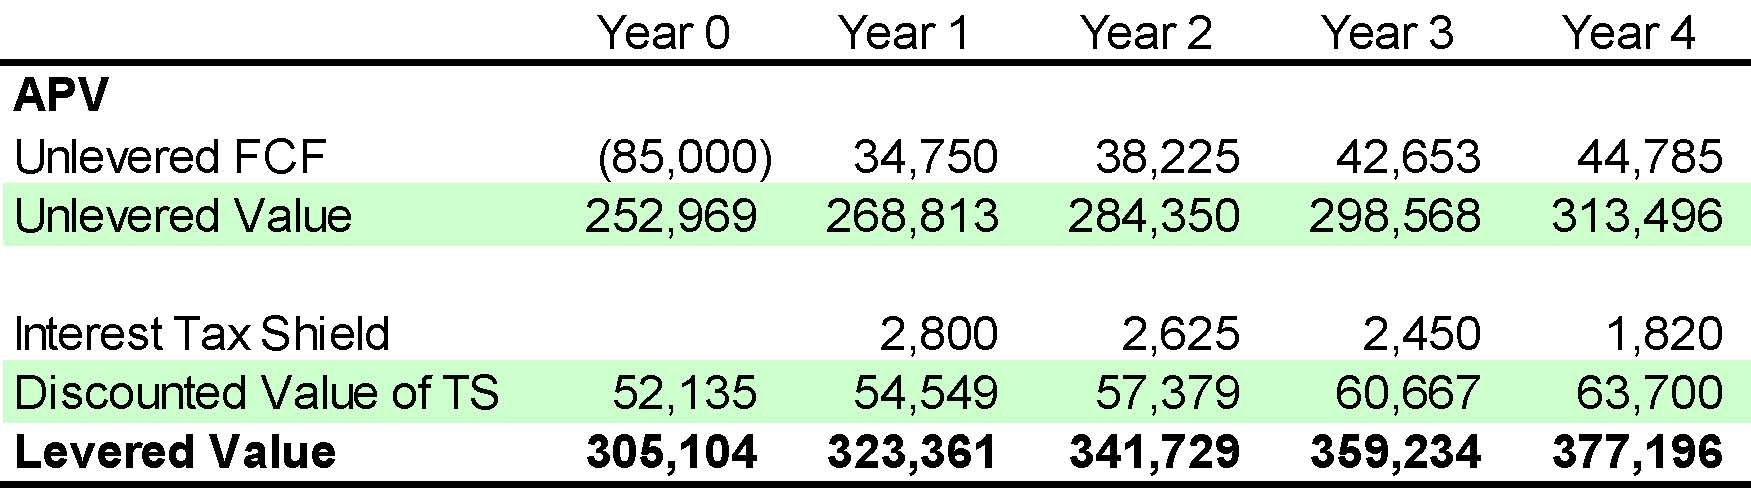 Year 0 Year 1 Year 2 Year 3 Year 4
APV
Unlevered FCF (85,000) 34,750 38,225 42,653 44,785
Unlevered Value 252,969 268,813 284,350 298,568 313,496
Interest Tax Shield 2,800 2,625 2,450 1,820
Discounted Value of TS 52,135 54,549 57,379 60,667 63,700
Levered Value 305,104 323,361 341,729 359,234 377,196